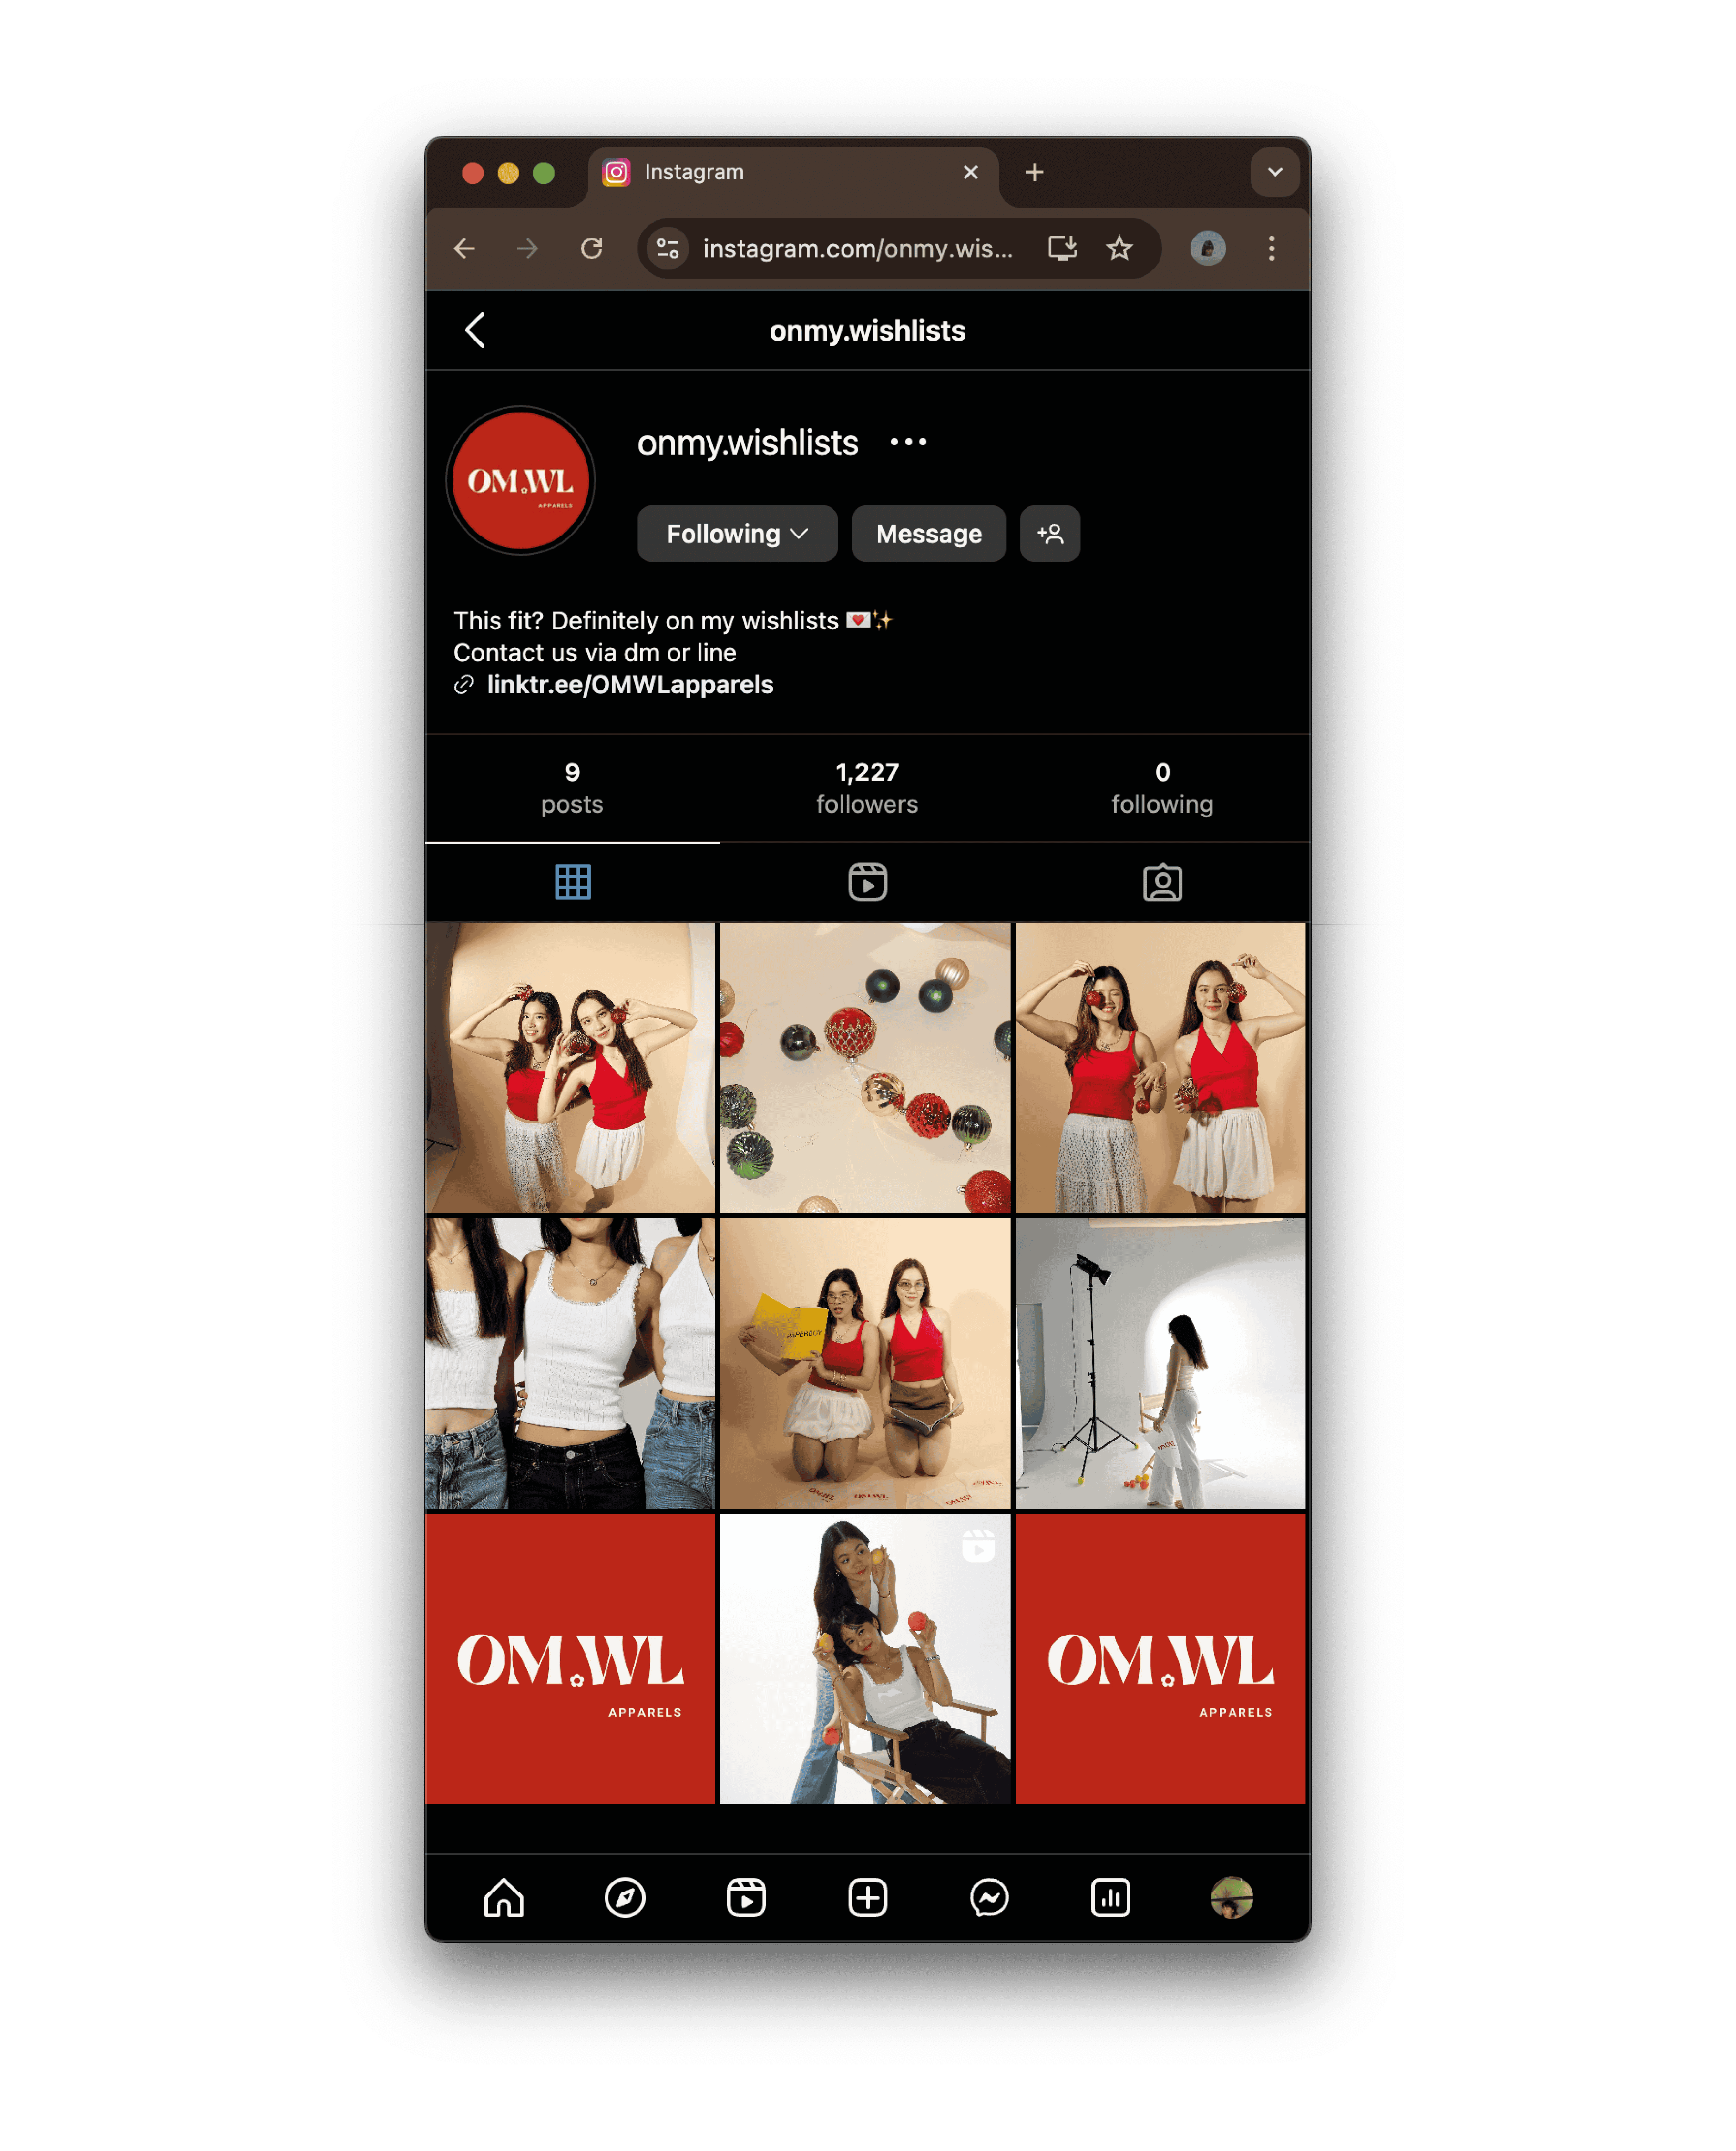 Instagram
instagram.com/onmy.wis...
onmy.wishlists
OM.WL
APPARELS
onmy.wishlists
Following
Message
This fit? Definitely on my wishlists 💌✨
Contact us via dm or line
linktr.ee/OMWLapparels
9
posts
1,227
followers
0
following
OM.WL
APPARELS
OM.WL
APPARELS